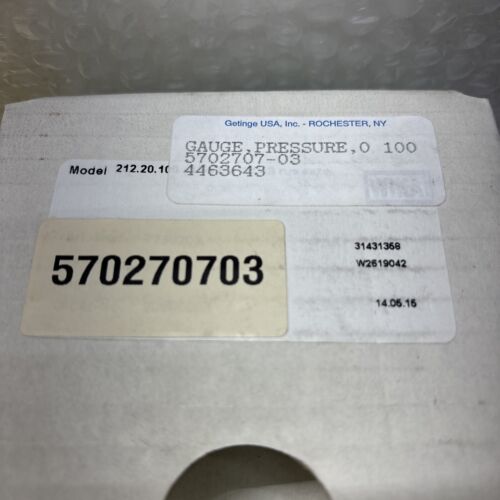 Getinge USA, Inc. - ROCHESTER, NY
GAUGE,PRESSURE,0 100
5702707-03
4463643
Model 212.20.10
570270703
31431368
W2619042
14.05.15